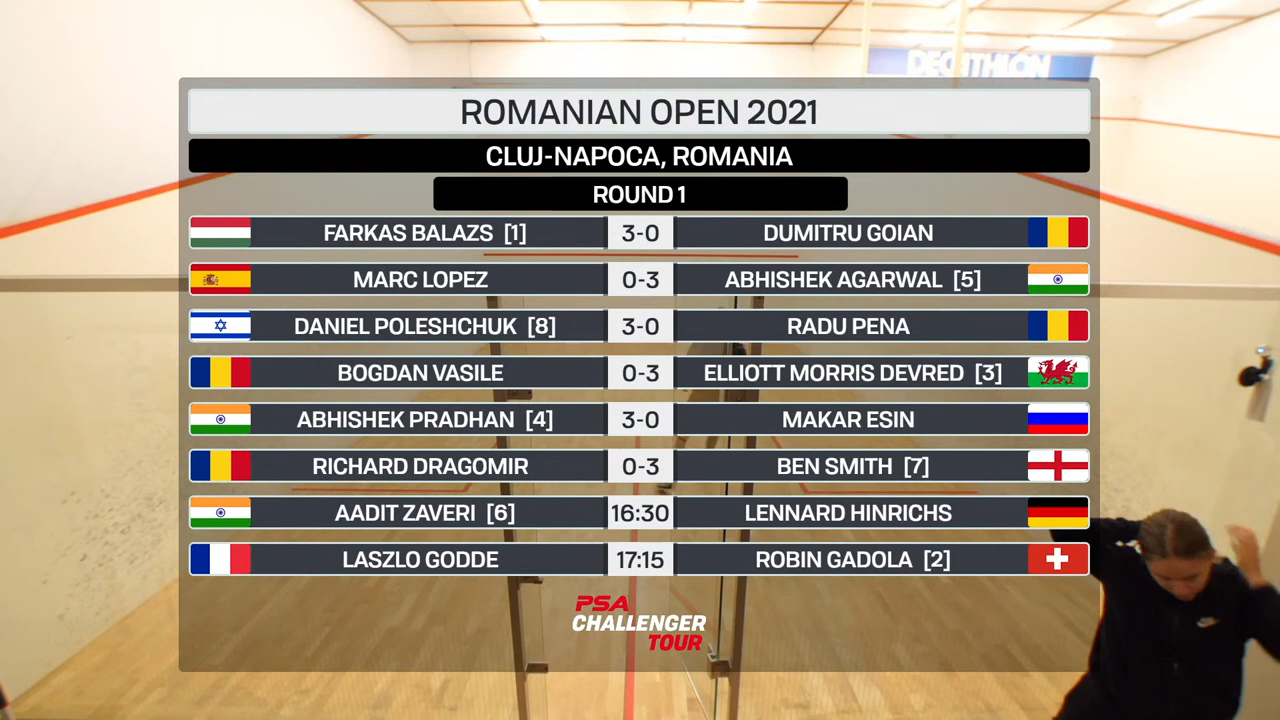 DECATHLON
ROMANIAN OPEN 2021
CLUJ-NAPOCA, ROMANIA
ROUND 1
FARKAS BALAZS [1] 3-0 DUMITRU GOIAN
MARC LOPEZ 0-3 ABHISHEK AGARWAL [5]
DANIEL POLESHCHUK [8] 3-0 RADU PENA
BOGDAN VASILE 0-3 ELLIOTT MORRIS DEVRED [3]
ABHISHEK PRADHAN [4] 3-0 MAKAR ESIN
RICHARD DRAGOMIR 0-3 BEN SMITH [7]
AADIT ZAVERI [6] 16:30 LENNARD HINRICHS
LASZLO GODDE 17:15 ROBIN GADOLA [2]
PSA
CHALLENGER
TOUR